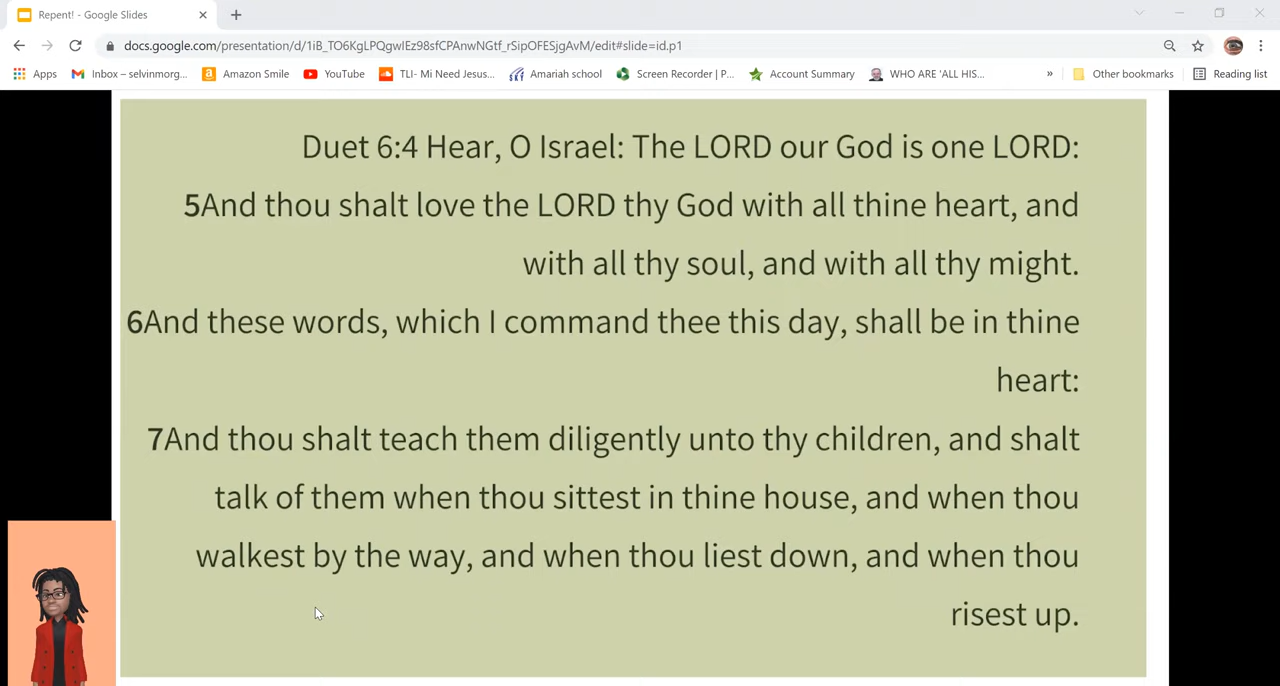 Repent! - Google Slides
docs.google.com/presentation/d/1iB_TO6KgLPQgwIEz98sfCPAnwNGtf_rSipOFESjgAvM/edit#slide=id.p1
Apps Inbox – selvinmorg... Amazon Smile YouTube TLI- Mi Need Jesus... Amariah school Screen Recorder | P... Account Summary WHO ARE 'ALL HIS... » Other bookmarks Reading list
Duet 6:4 Hear, O Israel: The LORD our God is one LORD:
5And thou shalt love the LORD thy God with all thine heart, and
with all thy soul, and with all thy might.
6And these words, which I command thee this day, shall be in thine
heart:
7And thou shalt teach them diligently unto thy children, and shalt
talk of them when thou sittest in thine house, and when thou
walkest by the way, and when thou liest down, and when thou
risest up.